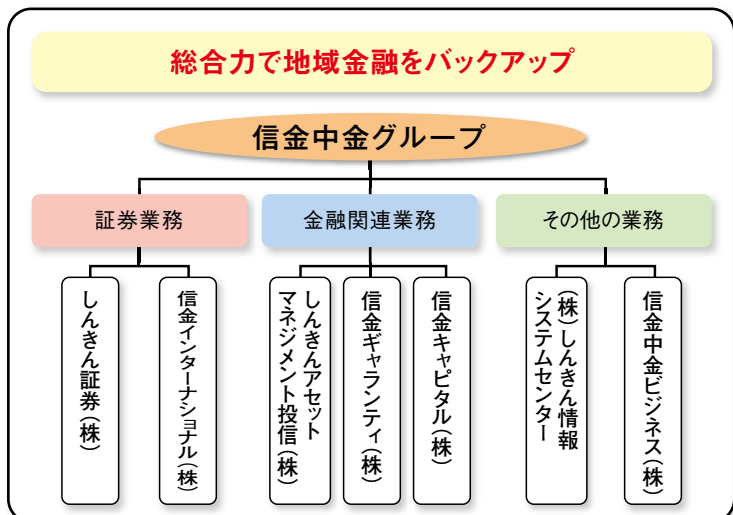 総合力で地域金融をバックアップ
信金中金グループ
証券業務
金融関連業務
その他の業務
しんきん証券(株)
信金インターナショナル(株)
しんきんアセット
マネジメント投信(株)
信金ギャランティ(株)
信金キャピタル(株)
(株)しんきん情報
システムセンター
信金中金ビジネス(株)